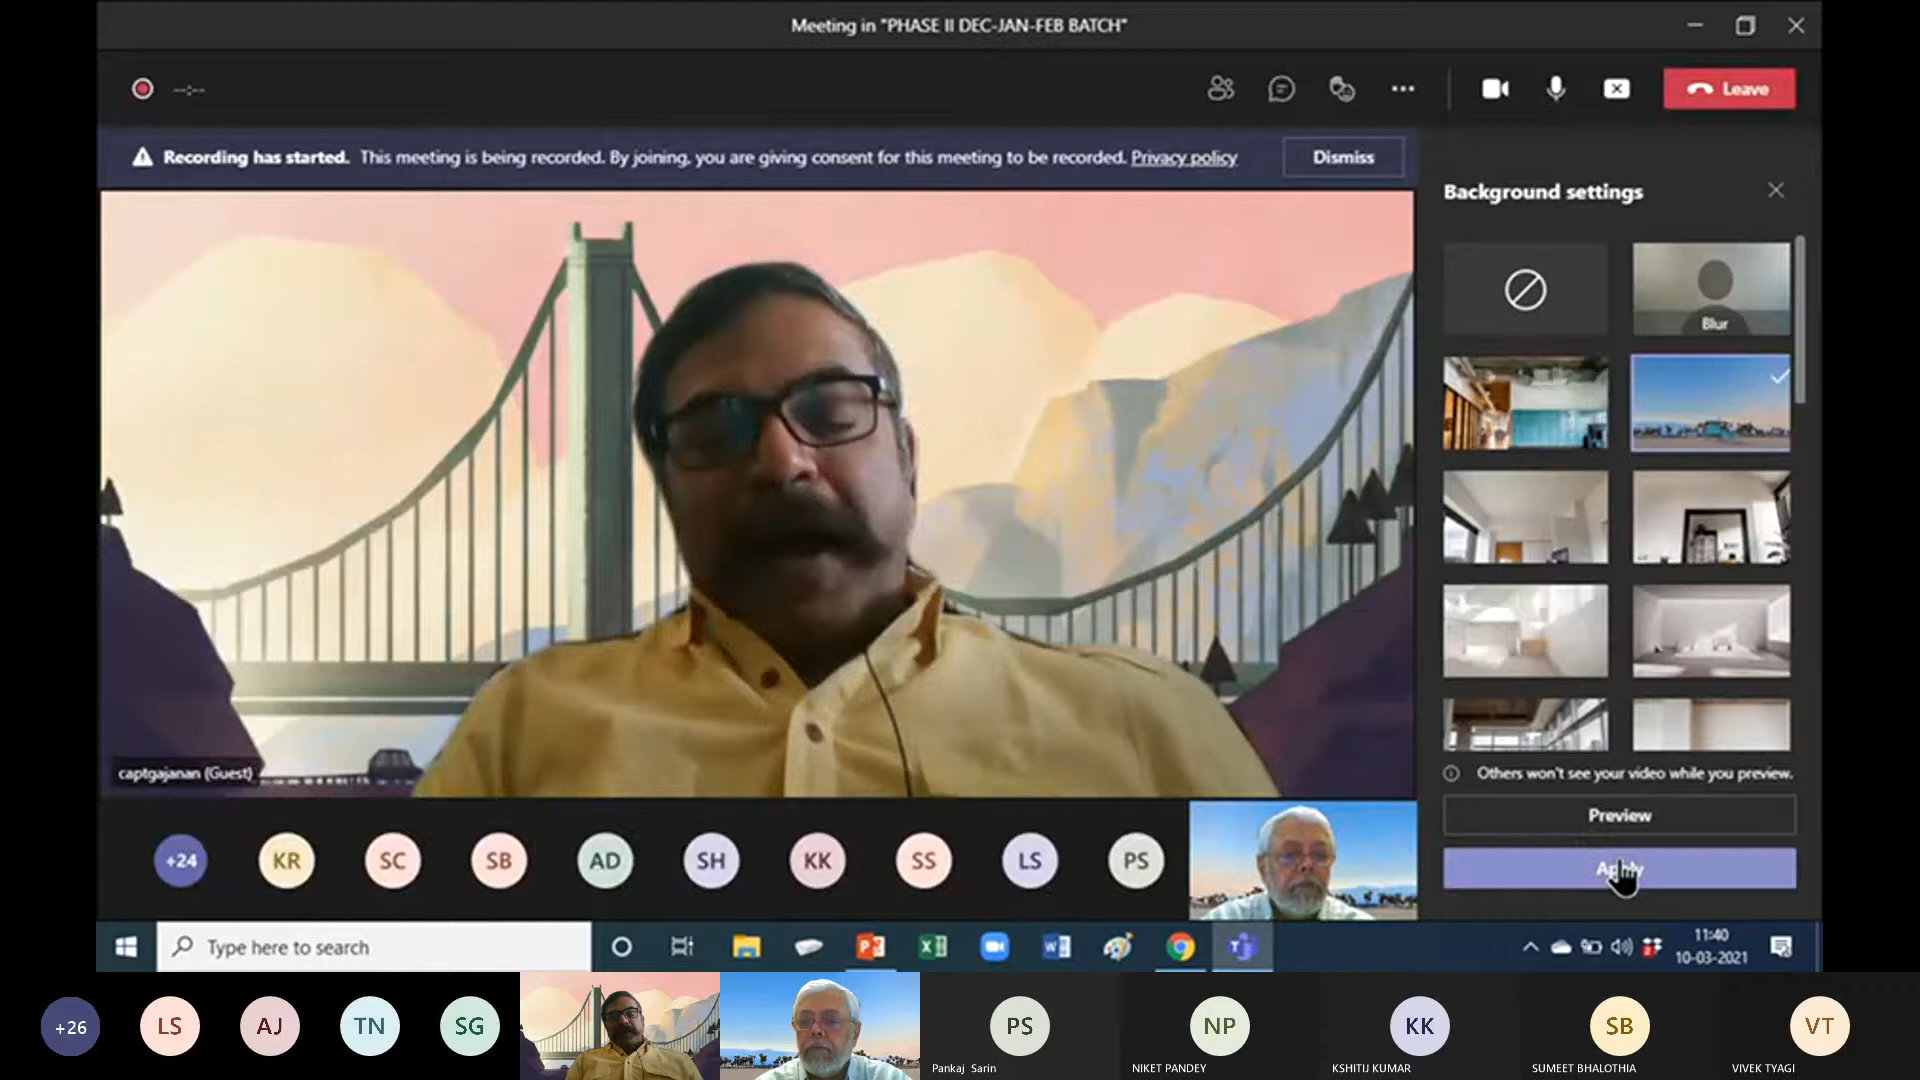 Meeting in "PHASE II DEC-JAN-FEB BATCH"
--:--
Leave
Recording has started. This meeting is being recorded. By joining, you are giving consent for this meeting to be recorded. Privacy policy
Dismiss
Background settings
Blur
captgajanan (Guest)
Others won't see your video while you preview.
Preview
Apply
+24
KR
SC
SB
AD
SH
KK
SS
LS
PS
Type here to search
11:40
10-03-2021
+26
LS
AJ
TN
SG
PS
NP
KK
SB
VT
Pankaj Sarin
NIKET PANDEY
KSHITIJ KUMAR
SUMEET BHALOTHIA
VIVEK TYAGI